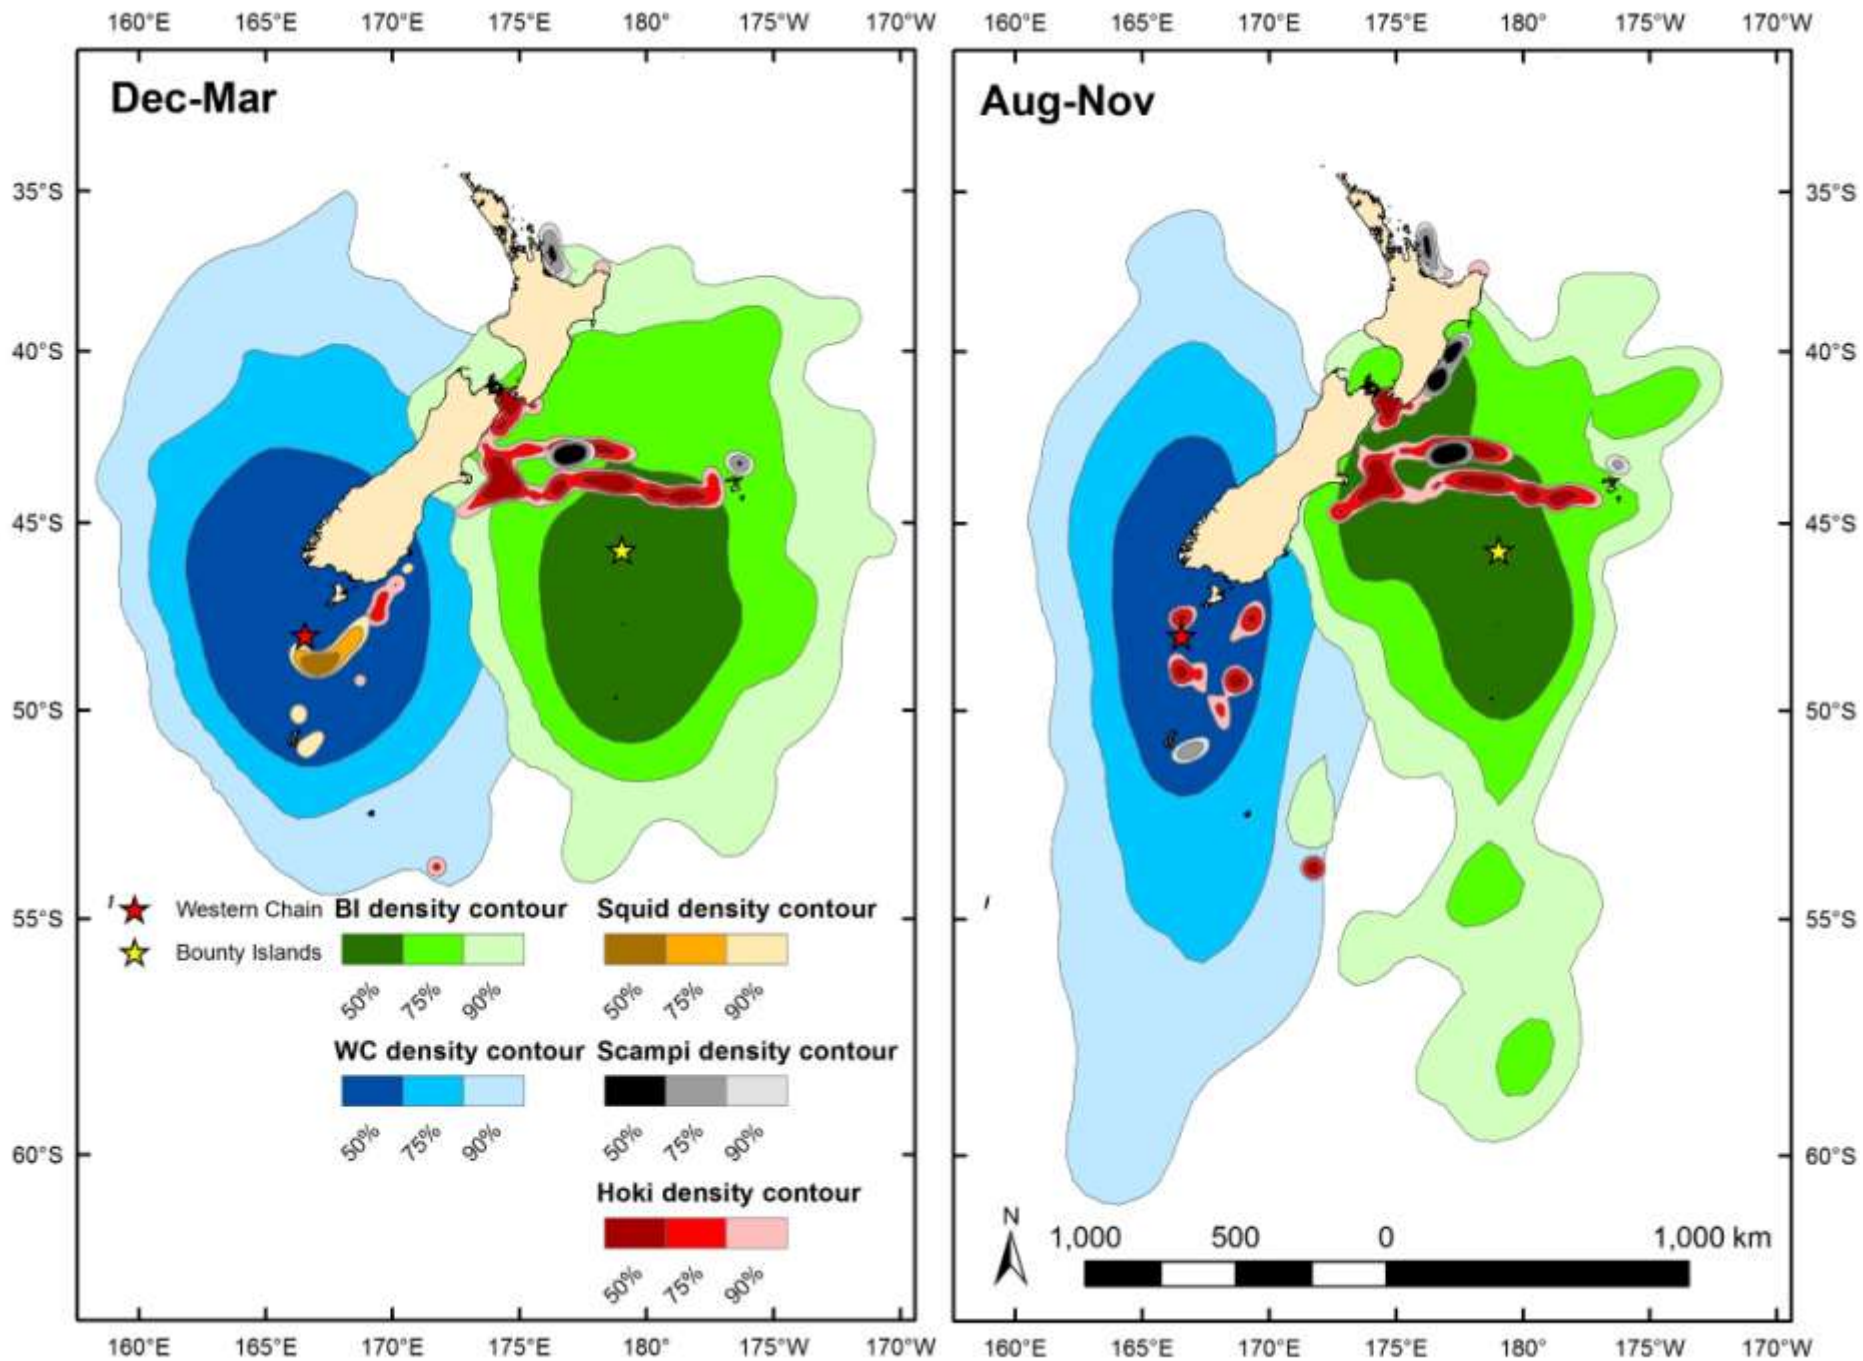 160°E 165°E 170°E 175°E 180° 175°W 170°W 160°E 165°E 170°E 175°E 180° 175°W 170°W
Dec-Mar
Aug-Nov
35°S 35°S
40°S 40°S
45°S 45°S
50°S 50°S
55°S 55°S
60°S 60°S
Western Chain
Bounty Islands
BI density contour
50% 75% 90%
WC density contour
50% 75% 90%
Squid density contour
50% 75% 90%
Scampi density contour
50% 75% 90%
Hoki density contour
50% 75% 90%
N
1,000 500 0 1,000 km
160°E 165°E 170°E 175°E 180° 175°W 170°W 160°E 165°E 170°E 175°E 180° 175°W 170°W